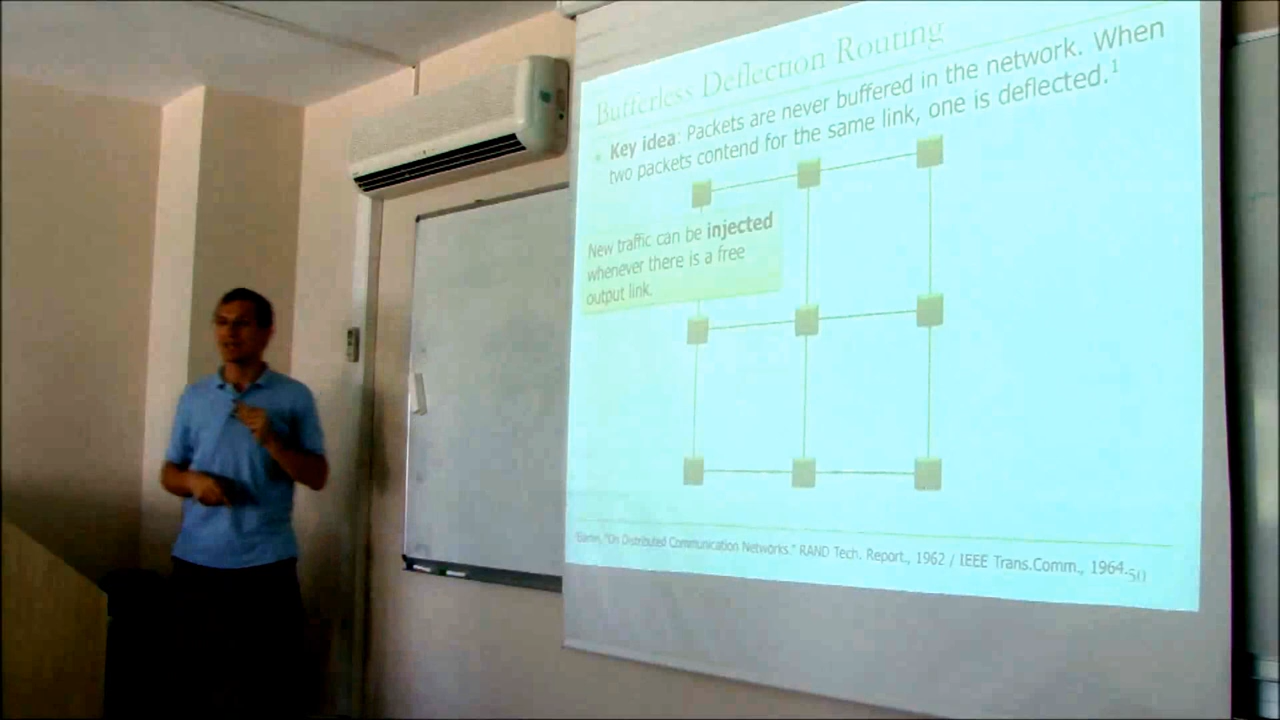 Bufferless Deflection Routing
Key idea: Packets are never buffered in the network. When
two packets contend for the same link, one is deflected.1
New traffic can be injected
whenever there is a free
output link.
1Baran, "On Distributed Communication Networks." RAND Tech. Report., 1962 / IEEE Trans.Comm., 1964.
50